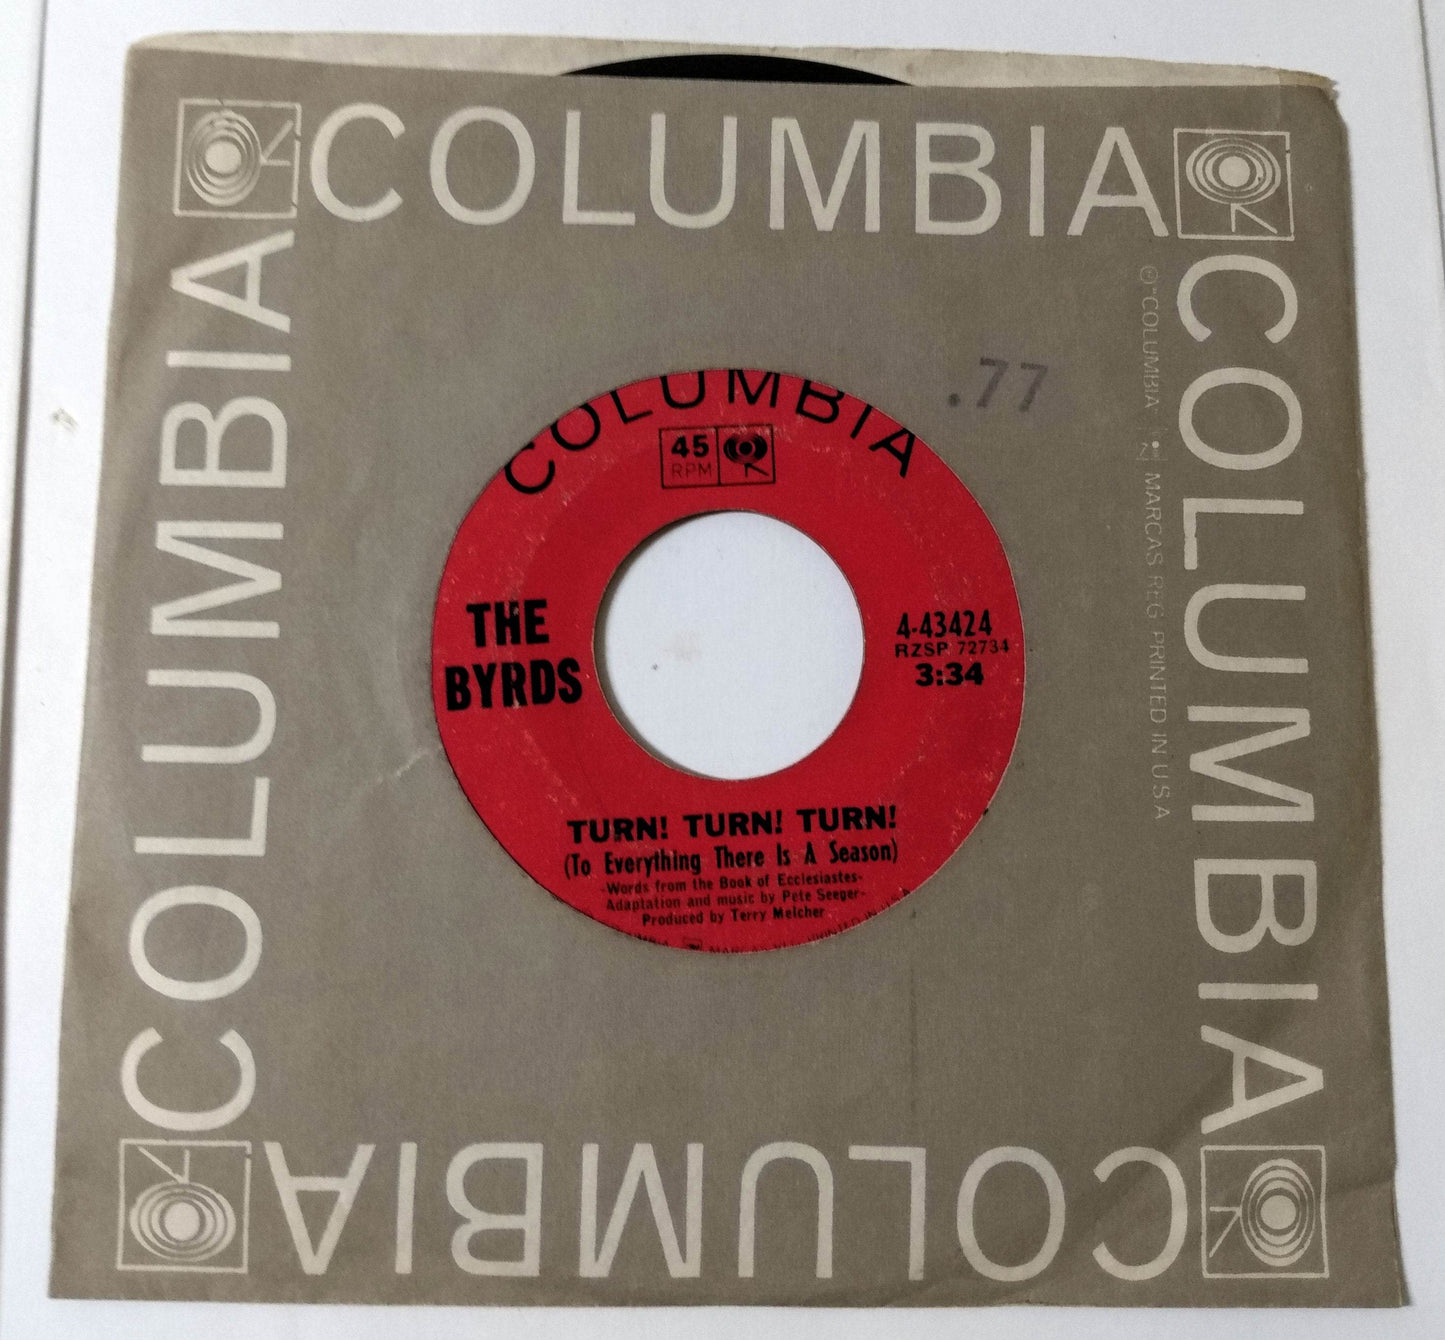 COLUMBIA
COLUMBIA
COLUMBIA
COLUMBIA
© "COLUMBIA" MARCAS REG PRINTED IN U S A
.77
COLUMBIA
45
RPM
THE
BYRDS
4-43424
RZSP 72734
3:34
TURN! TURN! TURN!
(To Everything There Is A Season)
-Words from the Book of Ecclesiastes-
Adaptation and music by Pete Seeger-
Produced by Terry Melcher